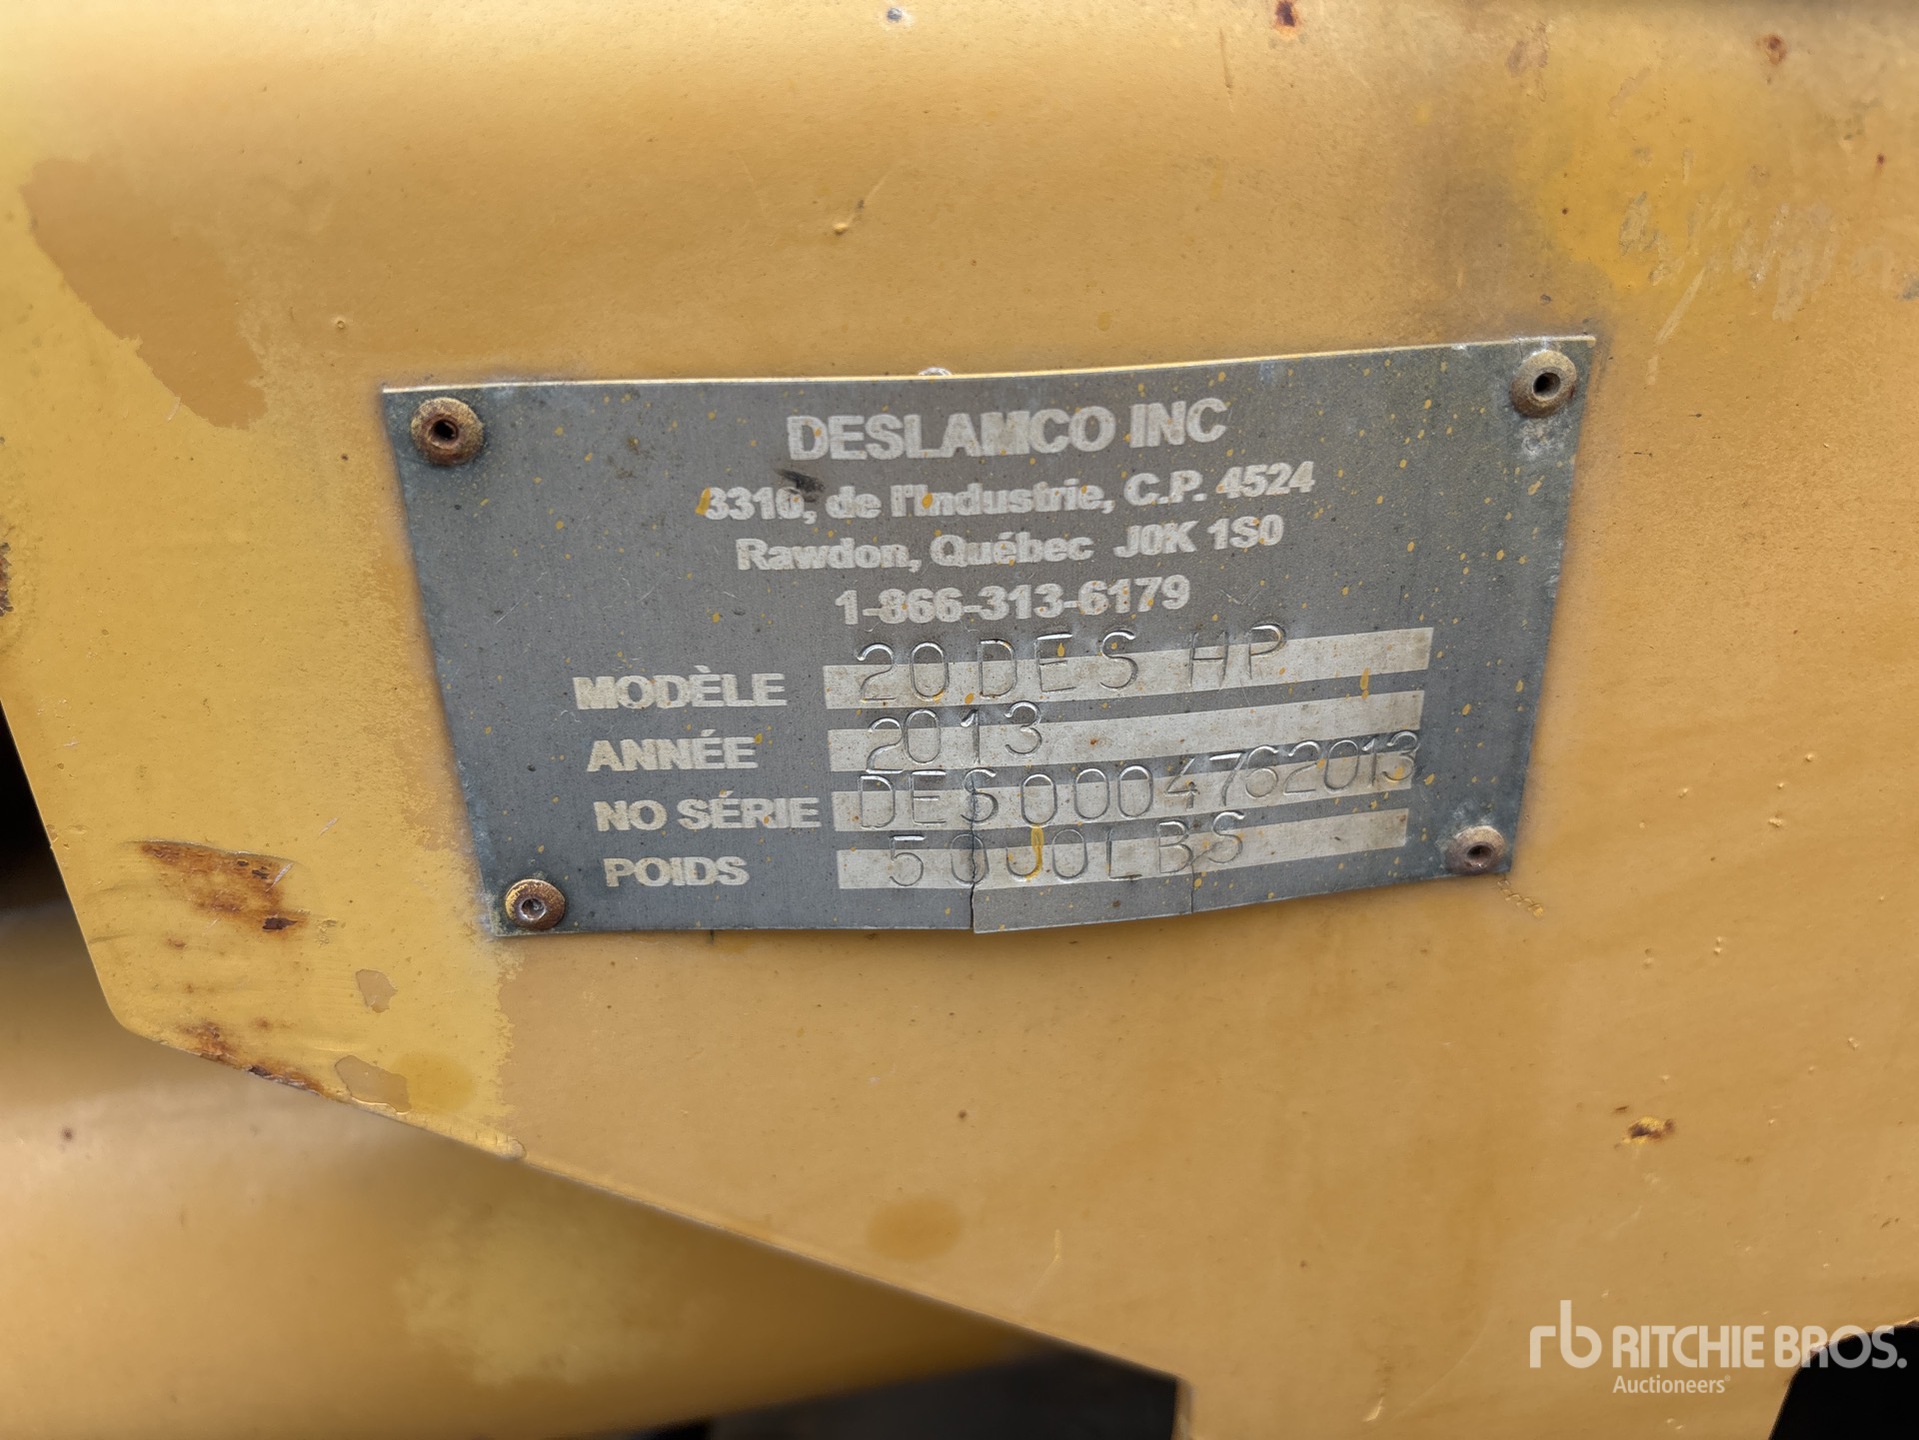 DESLAMCO INC
3310, de l'Industrie, C.P. 4524
Rawdon, Québec J0K 1S0
1-866-313-6179
MODÈLE 20DES HP
ANNÉE 2013
NO SÉRIE DES0004762013
POIDS 5000LBS
rb RITCHIE BROS.
Auctioneers